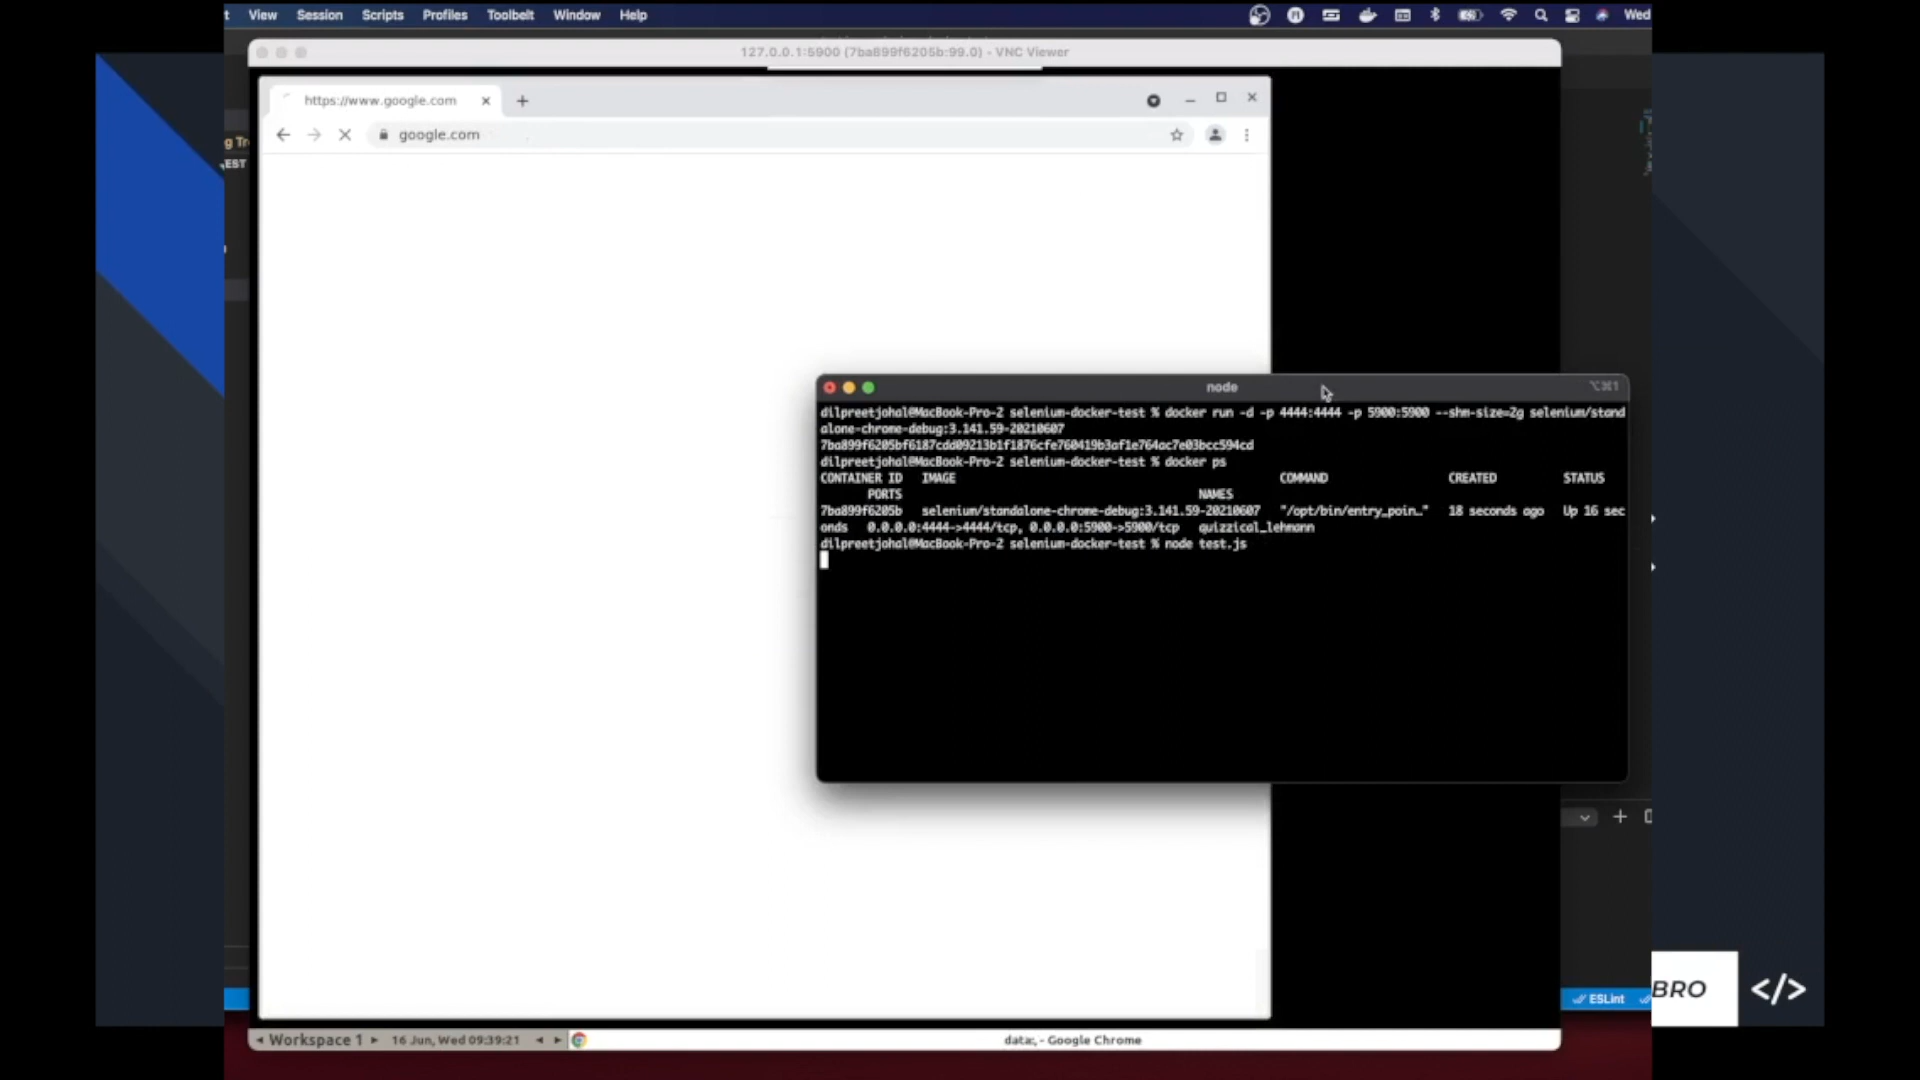 View Session Scripts Profiles Toolbelt Window Help Wed
127.0.0.1:5900 (7ba899f6205b:99.0) - VNC Viewer
https://www.google.com
google.com
g Tr
EST
node
⌥⌘1
dilpreetjohal@MacBook-Pro-2 selenium-docker-test % docker run -d -p 4444:4444 -p 5900:5900 --shm-size=2g selenium/stand
alone-chrome-debug:3.141.59-20210607
7ba899f6205bf6187cdd09213b1f1876cfe760419b3af1e764ac7e03bcc594cd
dilpreetjohal@MacBook-Pro-2 selenium-docker-test % docker ps
CONTAINER ID IMAGE COMMAND CREATED STATUS
PORTS NAMES
7ba899f6205b selenium/standalone-chrome-debug:3.141.59-20210607 "/opt/bin/entry_poin…" 18 seconds ago Up 16 sec
onds 0.0.0.0:4444->4444/tcp, 0.0.0.0:5900->5900/tcp quizzical_lehmann
dilpreetjohal@MacBook-Pro-2 selenium-docker-test % node test.js
ESLint
BRO </>
Workspace 1 16 Jun, Wed 09:39:21 data:, - Google Chrome